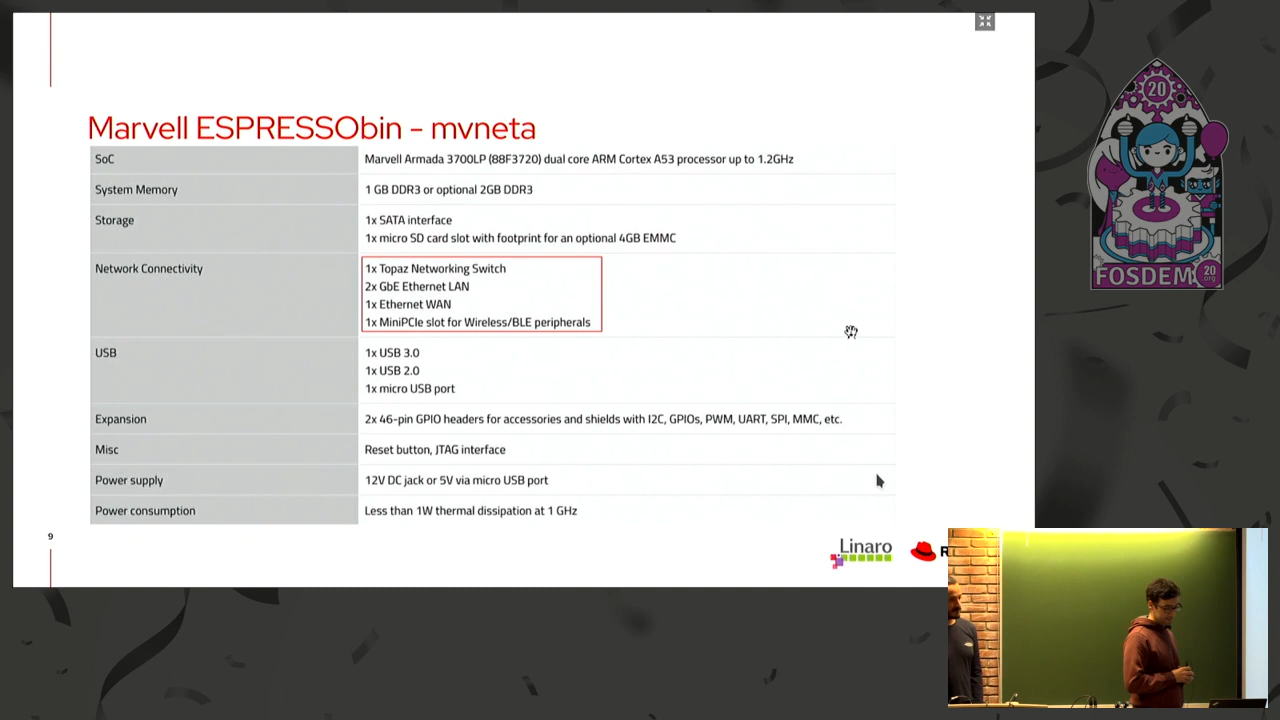 Marvell ESPRESSObin - mvneta
SoC
Marvell Armada 3700LP (88F3720) dual core ARM Cortex A53 processor up to 1.2GHz
System Memory
1 GB DDR3 or optional 2GB DDR3
Storage
1x SATA interface
1x micro SD card slot with footprint for an optional 4GB EMMC
Network Connectivity
1x Topaz Networking Switch
2x GbE Ethernet LAN
1x Ethernet WAN
1x MiniPCIe slot for Wireless/BLE peripherals
USB
1x USB 3.0
1x USB 2.0
1x micro USB port
Expansion
2x 46-pin GPIO headers for accessories and shields with I2C, GPIOs, PWM, UART, SPI, MMC, etc.
Misc
Reset button, JTAG interface
Power supply
12V DC jack or 5V via micro USB port
Power consumption
Less than 1W thermal dissipation at 1 GHz
9
Linaro
R
20
FOSDEM
20
.org